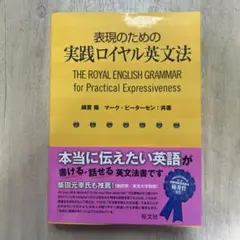 表現のための
実践ロイヤル英文法
THE ROYAL ENGLISH GRAMMAR
for Practical Expressiveness
綿貫 陽 マーク・ピーターセン：共著
本当に伝えたい英語が
書ける・話せる 英文法書です
柴田元幸氏も推薦！
旺文社